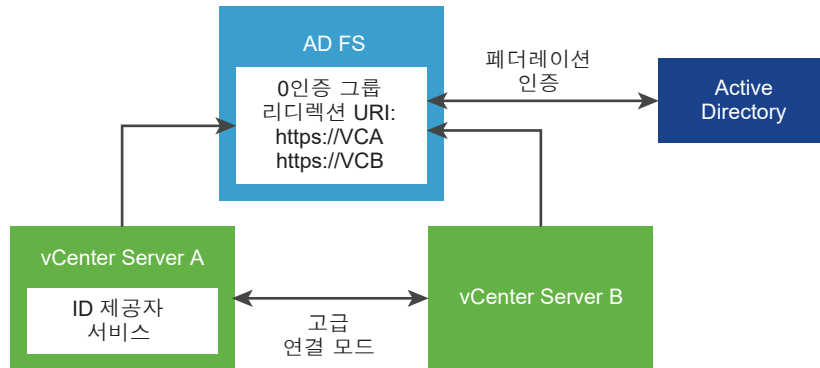 AD FS
0인증 그룹
리디렉션 URI:
https://VCA
https://VCB
페더레이션
인증
Active
Directory
vCenter Server A
ID 제공자
서비스
고급
연결 모드
vCenter Server B